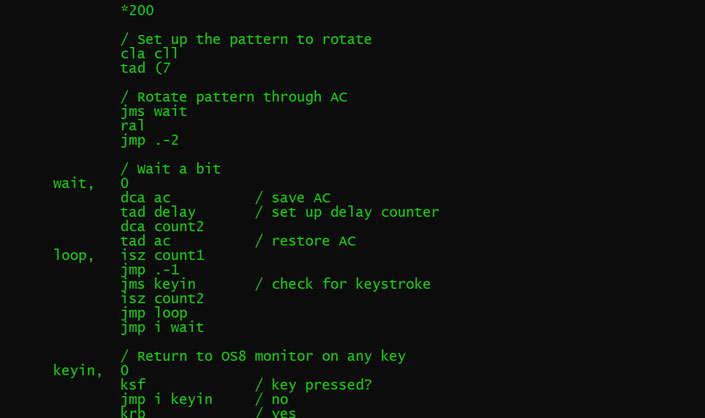 *200
/ Set up the pattern to rotate
cla cll
tad (7
/ Rotate pattern through AC
jms wait
ral
jmp .-2
/ Wait a bit
wait, 0
dca ac / save AC
tad delay / set up delay counter
dca count2
tad ac / restore AC
loop, isz count1
jmp .-1
jms keyin / check for keystroke
isz count2
jmp loop
jmp i wait
/ Return to OS8 monitor on any key
keyin, 0
ksf / key pressed?
jmp i keyin / no
krb / yes